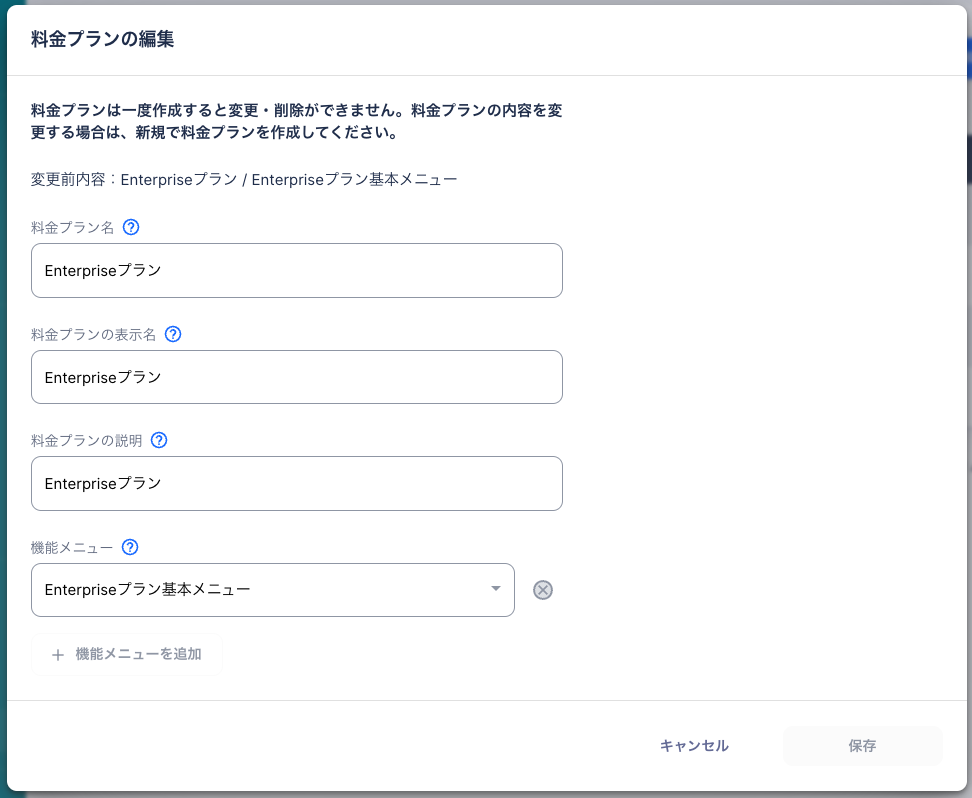 料金プランの編集
料金プランは一度作成すると変更・削除ができません。料金プランの内容を変
更する場合は、新規で料金プランを作成してください。
変更前内容：Enterpriseプラン / Enterpriseプラン基本メニュー
料金プラン名 ?
Enterpriseプラン
料金プランの表示名 ?
Enterpriseプラン
料金プランの説明 ?
Enterpriseプラン
機能メニュー ?
Enterpriseプラン基本メニュー
＋ 機能メニューを追加
キャンセル 保存